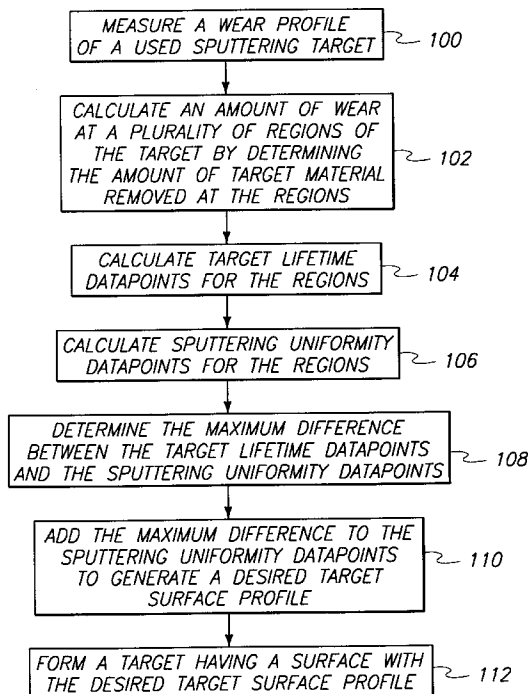 MEASURE A WEAR PROFILE
OF A USED SPUTTERING TARGET
100
CALCULATE AN AMOUNT OF WEAR
AT A PLURALITY OF REGIONS OF
THE TARGET BY DETERMINING
THE AMOUNT OF TARGET MATERIAL
REMOVED AT THE REGIONS
102
CALCULATE TARGET LIFETIME
DATAPOINTS FOR THE REGIONS
104
CALCULATE SPUTTERING UNIFORMITY
DATAPOINTS FOR THE REGIONS
106
DETERMINE THE MAXIMUM DIFFERENCE
BETWEEN THE TARGET LIFETIME DATAPOINTS
AND THE SPUTTERING UNIFORMITY DATAPOINTS
108
ADD THE MAXIMUM DIFFERENCE TO THE
SPUTTERING UNIFORMITY DATAPOINTS
TO GENERATE A DESIRED TARGET
SURFACE PROFILE
110
FORM A TARGET HAVING A SURFACE WITH
THE DESIRED TARGET SURFACE PROFILE
112